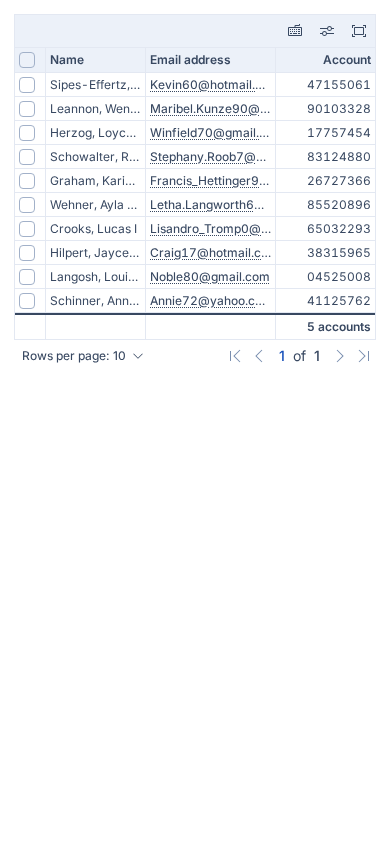 Name Email address Account
Sipes-Effertz,... Kevin60@hotmail.... 47155061
Leannon, Wen... Maribel.Kunze90@... 90103328
Herzog, Loyc... Winfield70@gmail.... 17757454
Schowalter, R... Stephany.Roob7@... 83124880
Graham, Kari... Francis_Hettinger9... 26727366
Wehner, Ayla ... Letha.Langworth6... 85520896
Crooks, Lucas I Lisandro_Tromp0@... 65032293
Hilpert, Jayce... Craig17@hotmail.c... 38315965
Langosh, Loui... Noble80@gmail.com 04525008
Schinner, Ann... Annie72@yahoo.c... 41125762
5 accounts
Rows per page: 10 1 of 1